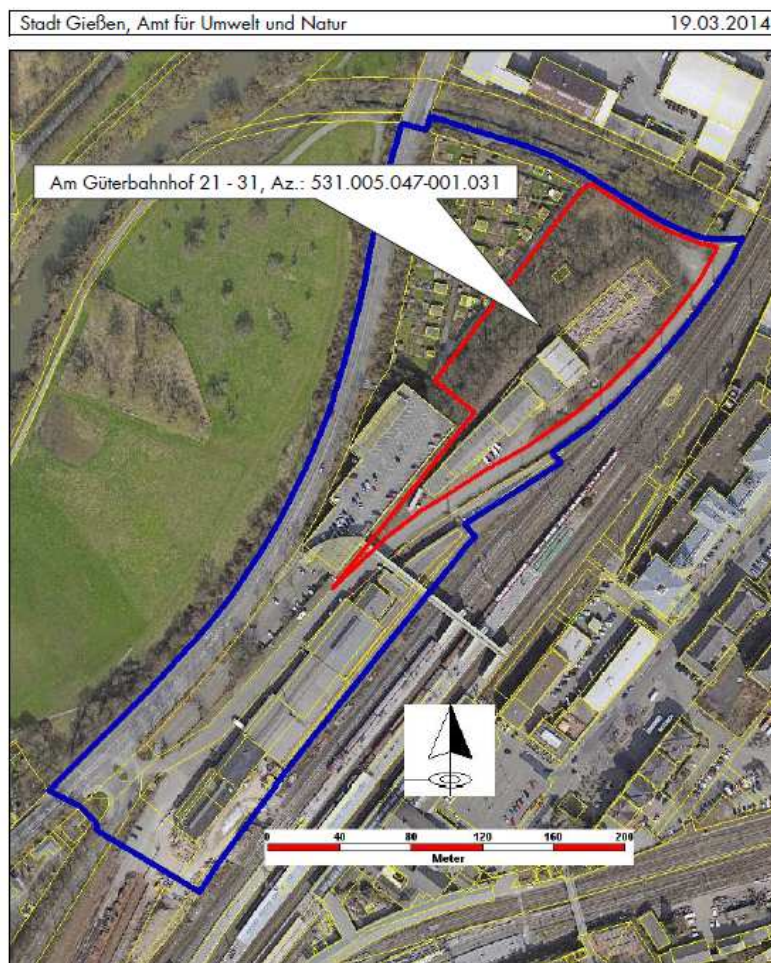 Stadt Gießen, Amt für Umwelt und Natur 19.03.2014
Am Güterbahnhof 21 - 31, Az.: 531.005.047-001.031
0 40 80 120 160 200
Meter